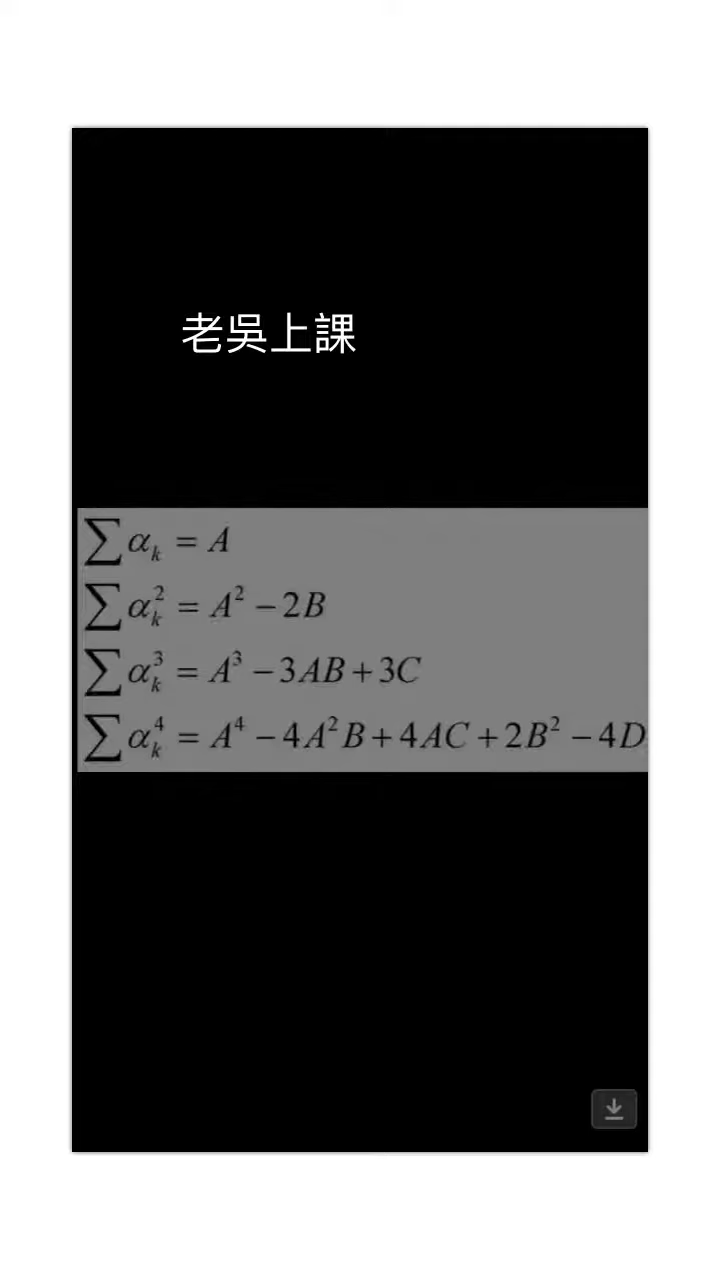 老吳上課
∑α_k = A
∑α_k^2 = A^2 − 2B
∑α_k^3 = A^3 − 3AB + 3C
∑α_k^4 = A^4 − 4A^2B + 4AC + 2B^2 − 4D